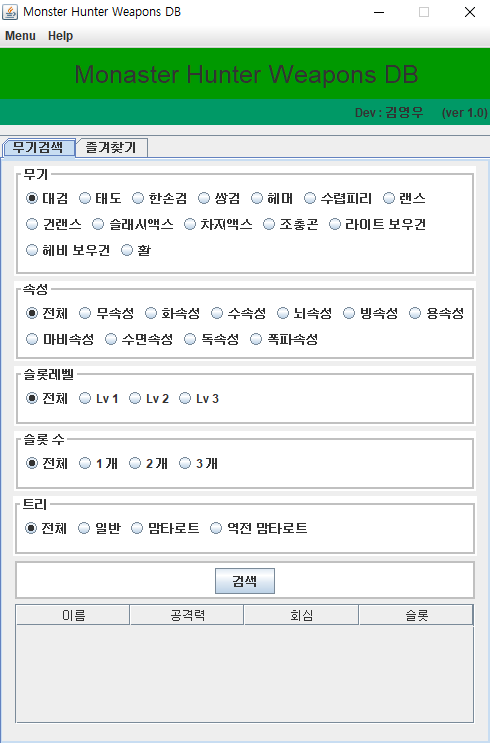 Monster Hunter Weapons DB
Menu Help
Monaster Hunter Weapons DB
Dev : 김영우 (ver 1.0)
무기검색 즐겨찾기
무기
대검 태도 한손검 쌍검 헤머 수렵피리 랜스
건랜스 슬래시액스 차지액스 조충곤 라이트 보우건
헤비 보우건 활
속성
전체 무속성 화속성 수속성 뇌속성 빙속성 용속성
마비속성 수면속성 독속성 폭파속성
슬롯레벨
전체 Lv 1 Lv 2 Lv 3
슬롯 수
전체 1개 2개 3개
트리
전체 일반 맘타로트 역전 맘타로트
검색
이름 공격력 회심 슬롯